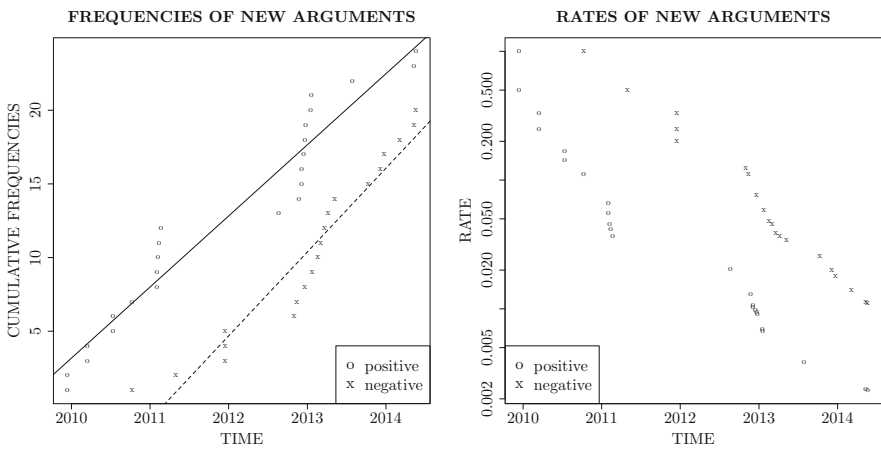 FREQUENCIES OF NEW ARGUMENTS
CUMULATIVE FREQUENCIES
20
15
10
5
o positive
x negative
2010 2011 2012 2013 2014
TIME
RATES OF NEW ARGUMENTS
RATE
0.500
0.200
0.050
0.020
0.005
0.002
o positive
x negative
2010 2011 2012 2013 2014
TIME